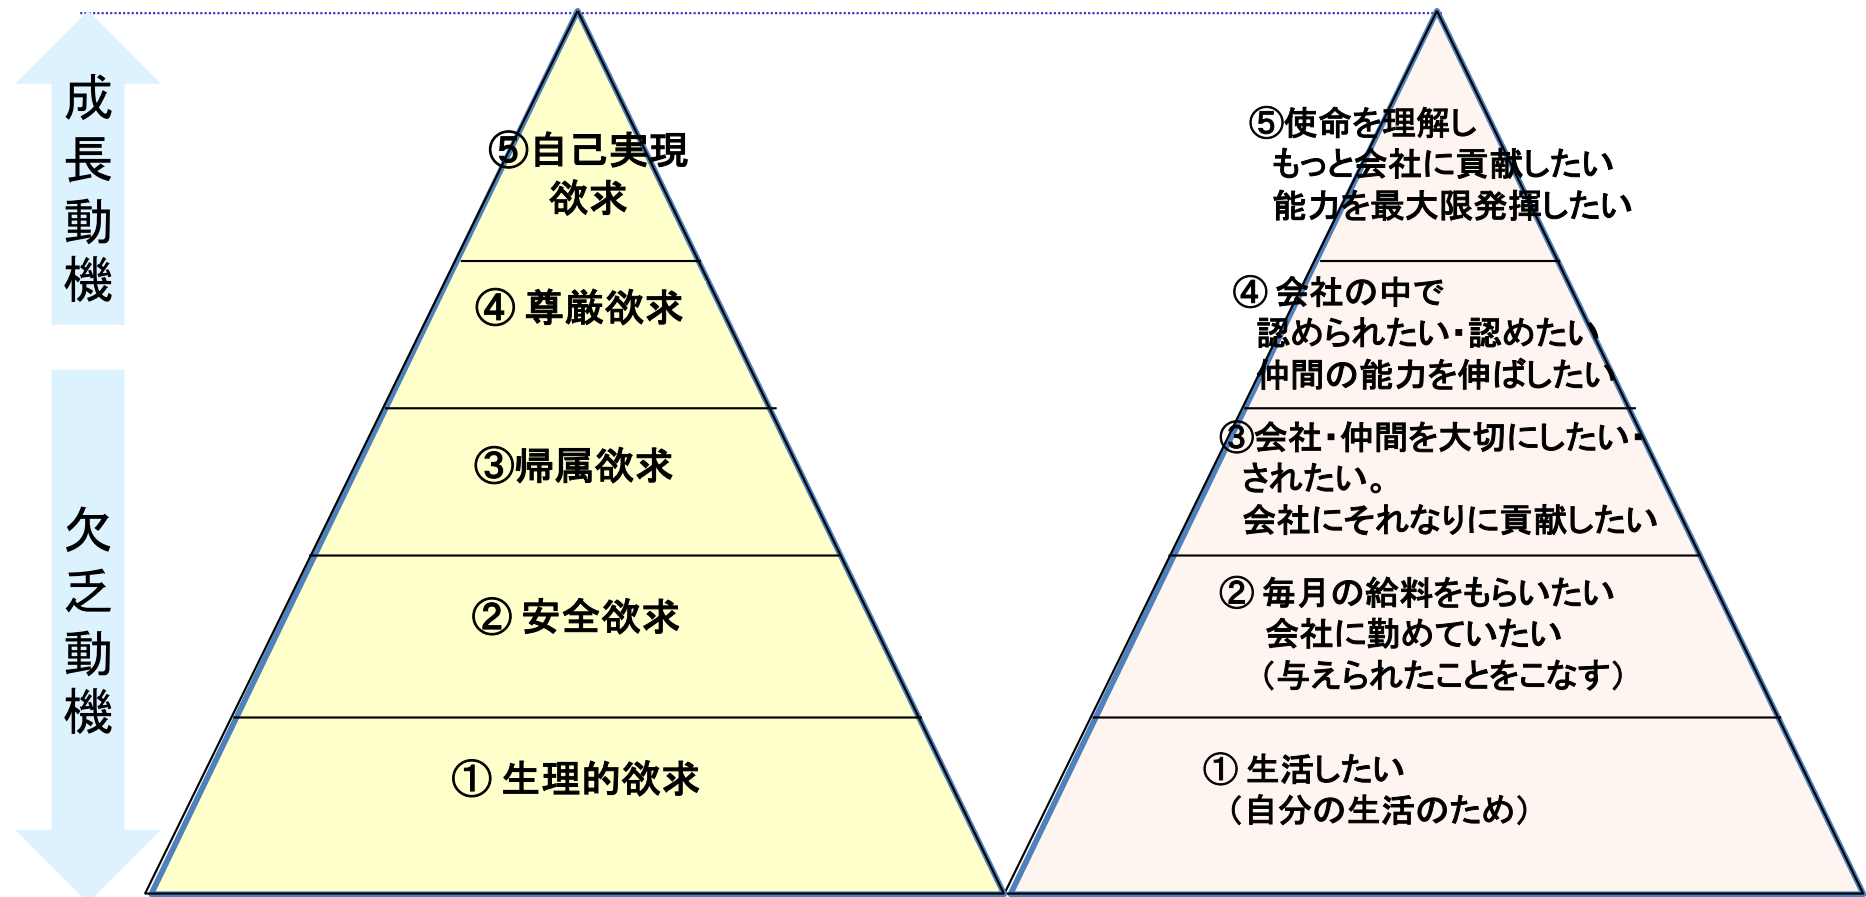 成長動機
欠乏動機
⑤自己実現
欲求
④ 尊厳欲求
③帰属欲求
② 安全欲求
① 生理的欲求
⑤使命を理解し
もっと会社に貢献したい
能力を最大限発揮したい
④ 会社の中で
認められたい・認めたい
仲間の能力を伸ばしたい
③会社・仲間を大切にしたい・
されたい。
会社にそれなりに貢献したい
② 毎月の給料をもらいたい
会社に勤めていたい
（与えられたことをこなす）
① 生活したい
（自分の生活のため）